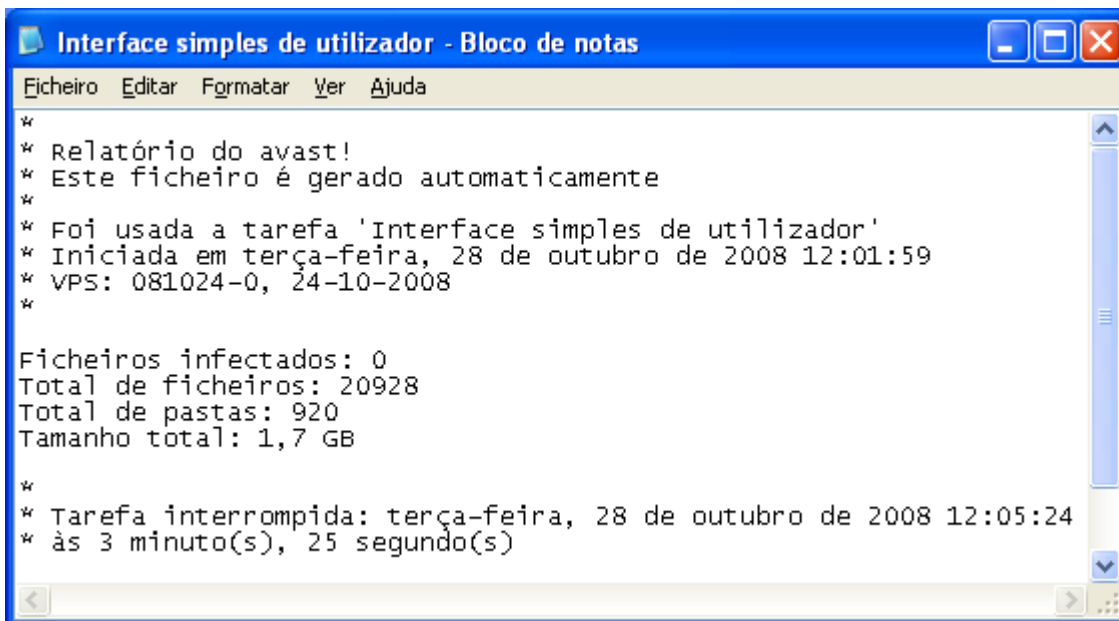 Interface simples de utilizador - Bloco de notas
Ficheiro Editar Formatar Ver Ajuda
*
* Relatório do avast!
* Este ficheiro é gerado automaticamente
*
* Foi usada a tarefa 'Interface simples de utilizador'
* Iniciada em terça-feira, 28 de outubro de 2008 12:01:59
* VPS: 081024-0, 24-10-2008
*
Ficheiros infectados: 0
Total de ficheiros: 20928
Total de pastas: 920
Tamanho total: 1,7 GB
*
* Tarefa interrompida: terça-feira, 28 de outubro de 2008 12:05:24
* às 3 minuto(s), 25 segundo(s)